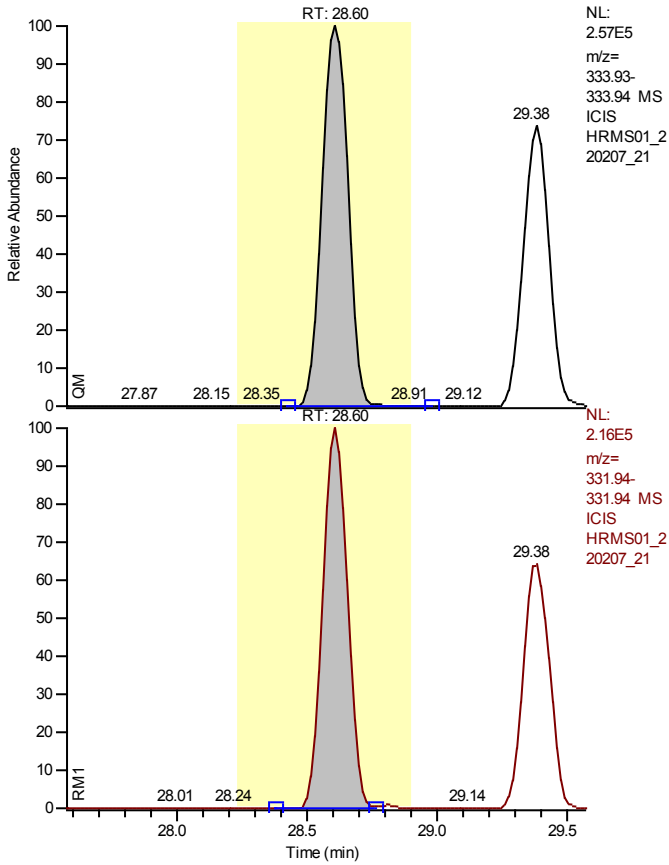 RT: 28.60
NL:
2.57E5
m/z=
333.93-
333.94 MS
ICIS
HRMS01_2
20207_21
100
90
80
70
60
50
40
30
20
10
0
Relative Abundance
29.38
QM
27.87 28.15 28.35 28.91 29.12
RT: 28.60
NL:
2.16E5
m/z=
331.94-
331.94 MS
ICIS
HRMS01_2
20207_21
100
90
80
70
60
50
40
30
20
10
0
29.38
RM1
28.01 28.24 29.14
28.0 28.5 29.0 29.5
Time (min)